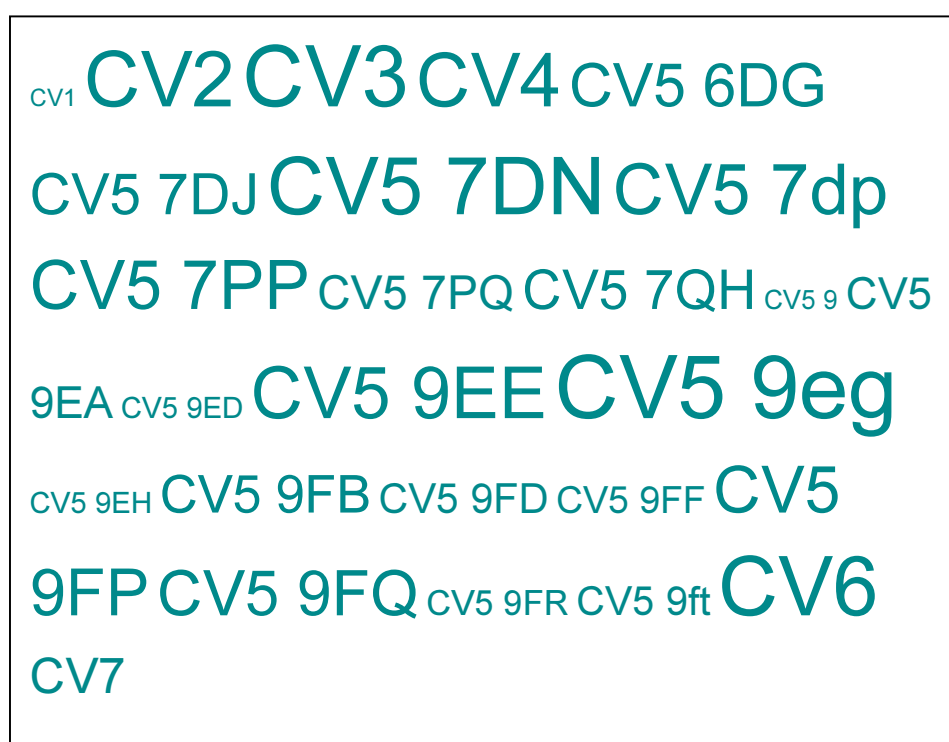 CV1 CV2 CV3 CV4 CV5 6DG
CV5 7DJ CV5 7DN CV5 7dp
CV5 7PP CV5 7PQ CV5 7QH CV5 9 CV5
9EA CV5 9ED CV5 9EE CV5 9eg
CV5 9EH CV5 9FB CV5 9FD CV5 9FF CV5
9FP CV5 9FQ CV5 9FR CV5 9ft CV6
CV7